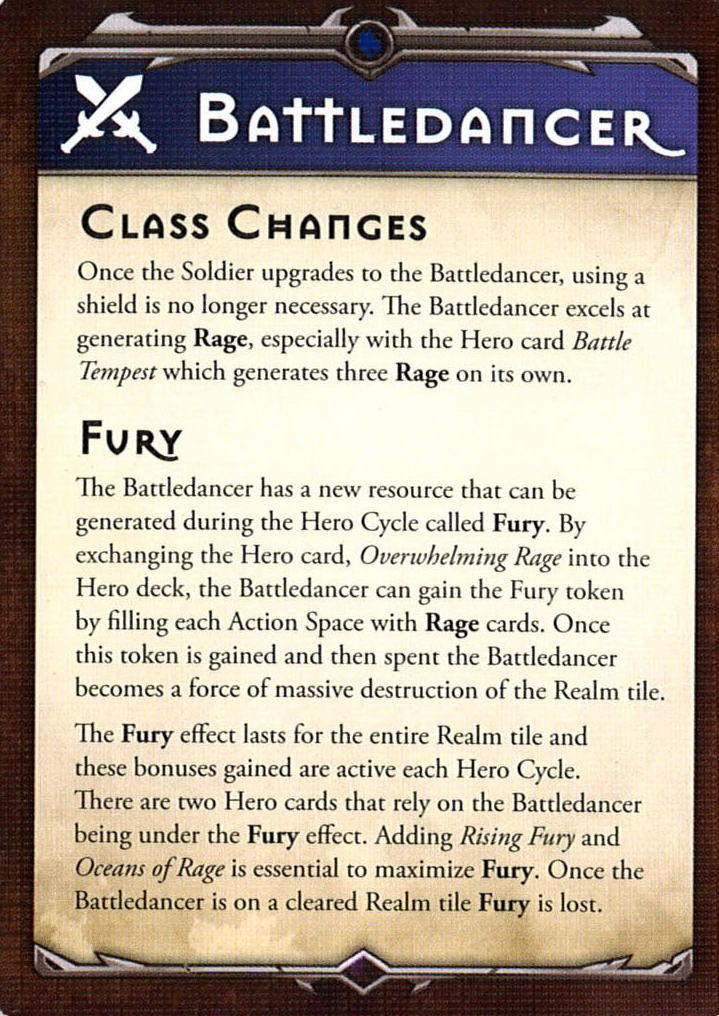 Battledancer
Class Changes
Once the Soldier upgrades to the Battledancer, using a
shield is no longer necessary. The Battledancer excels at
generating Rage, especially with the Hero card Battle
Tempest which generates three Rage on its own.
Fury
The Battledancer has a new resource that can be
generated during the Hero Cycle called Fury. By
exchanging the Hero card, Overwhelming Rage into the
Hero deck, the Battledancer can gain the Fury token
by filling each Action Space with Rage cards. Once
this token is gained and then spent the Battledancer
becomes a force of massive destruction of the Realm tile.
The Fury effect lasts for the entire Realm tile and
these bonuses gained are active each Hero Cycle.
There are two Hero cards that rely on the Battledancer
being under the Fury effect. Adding Rising Fury and
Oceans of Rage is essential to maximize Fury. Once the
Battledancer is on a cleared Realm tile Fury is lost.